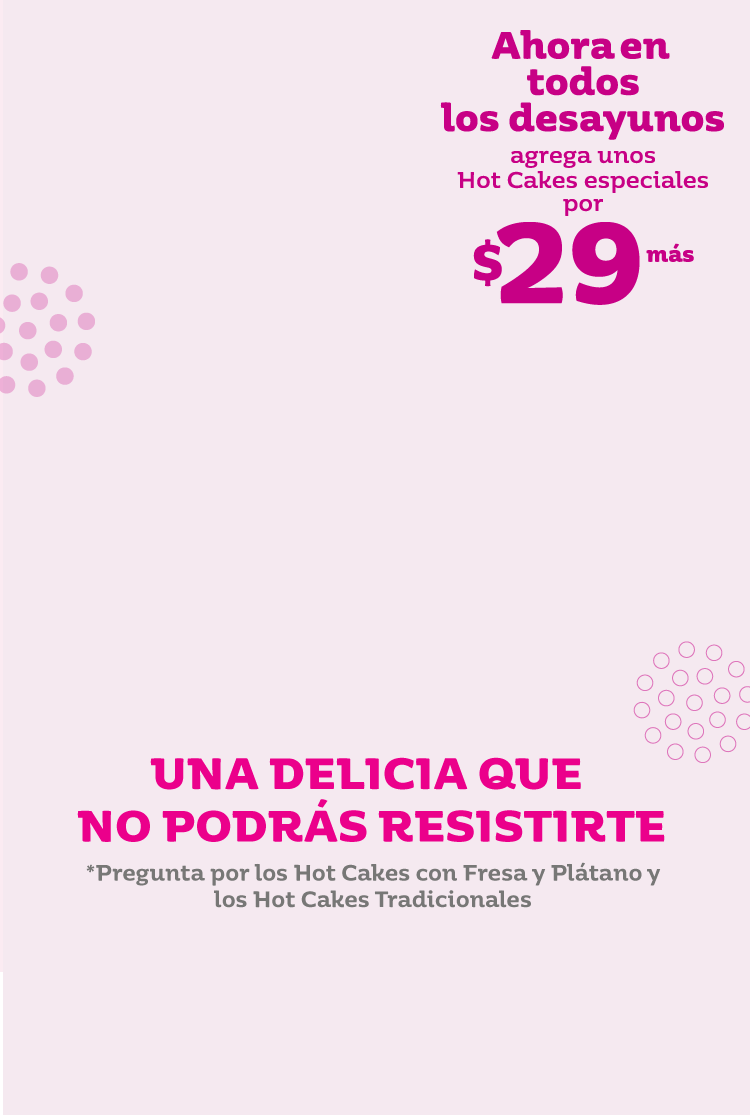 Ahora en
todos
los desayunos
agrega unos
Hot Cakes especiales
por
$29 más
UNA DELICIA QUE
NO PODRÁS RESISTIRTE
*Pregunta por los Hot Cakes con Fresa y Plátano y
los Hot Cakes Tradicionales